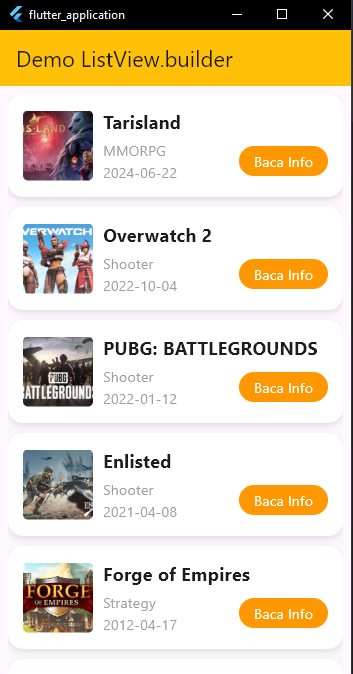 flutter_application
Demo ListView.builder
IS-LAND
Tarisland
MMORPG
2024-06-22
Baca Info
OVERWATCH
Overwatch 2
Shooter
2022-10-04
Baca Info
PUBG
BATTLEGROUNDS
PUBG: BATTLEGROUNDS
Shooter
2022-01-12
Baca Info
Enlisted
Shooter
2021-04-08
Baca Info
FORGE
OF EMPIRES
Forge of Empires
Strategy
2012-04-17
Baca Info